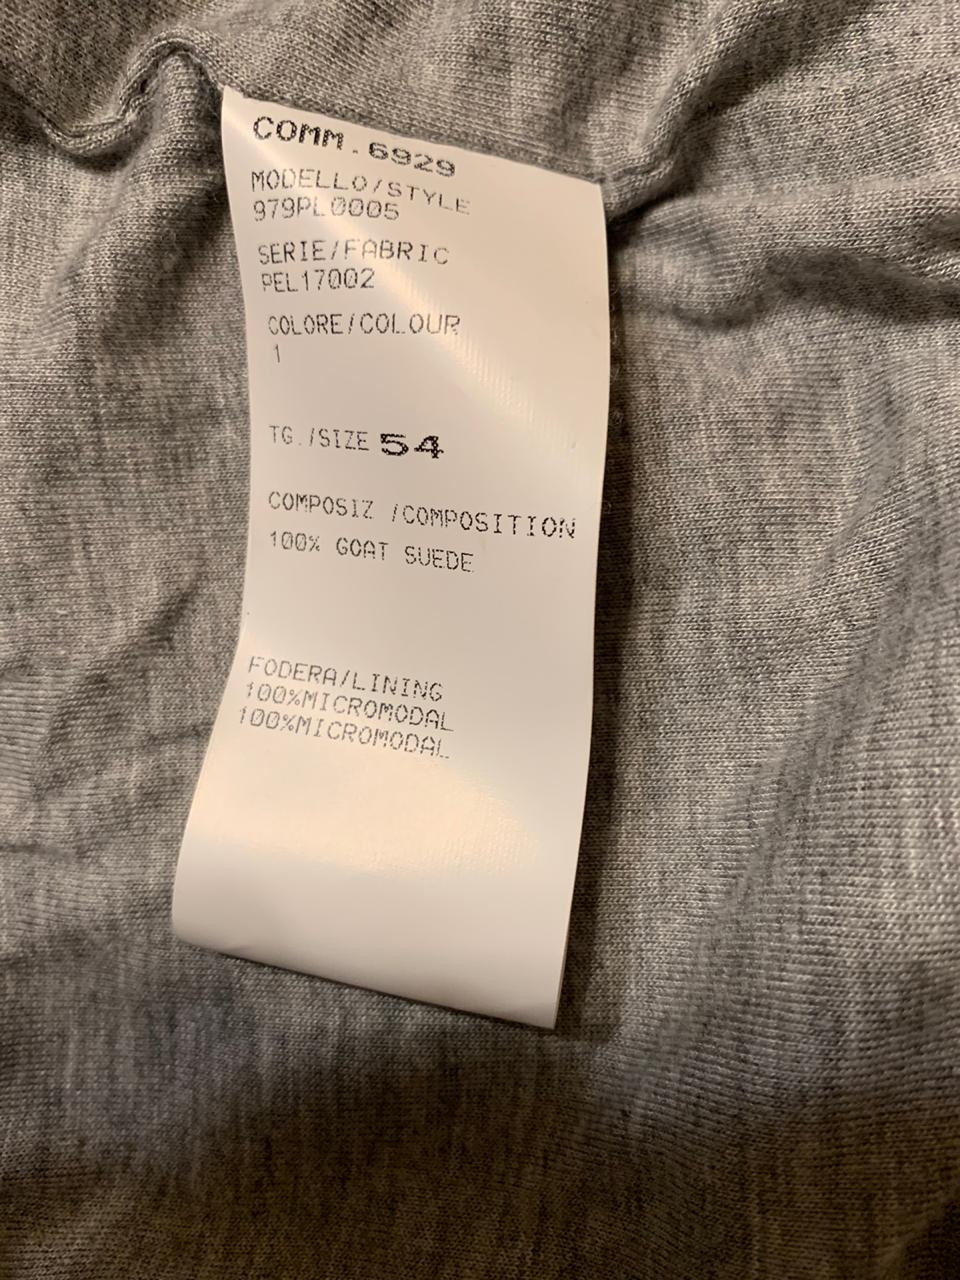 COMM.6929
MODELLO/STYLE
979PL0005
SERIE/FABRIC
PEL17002
COLORE/COLOUR
1
TG./SIZE 54
COMPOSIZ /COMPOSITION
100% GOAT SUEDE
FODERA/LINING
100%MICROMODAL
100%MICROMODAL